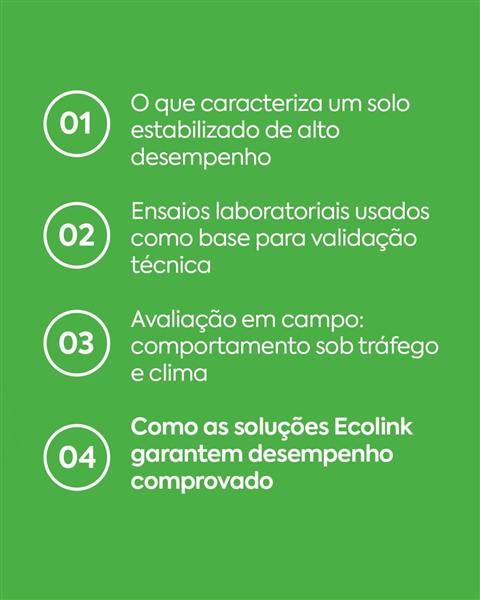 01
O que caracteriza um solo
estabilizado de alto
desempenho
02
Ensaios laboratoriais usados
como base para validação
técnica
03
Avaliação em campo:
comportamento sob tráfego
e clima
04
Como as soluções Ecolink
garantem desempenho
comprovado